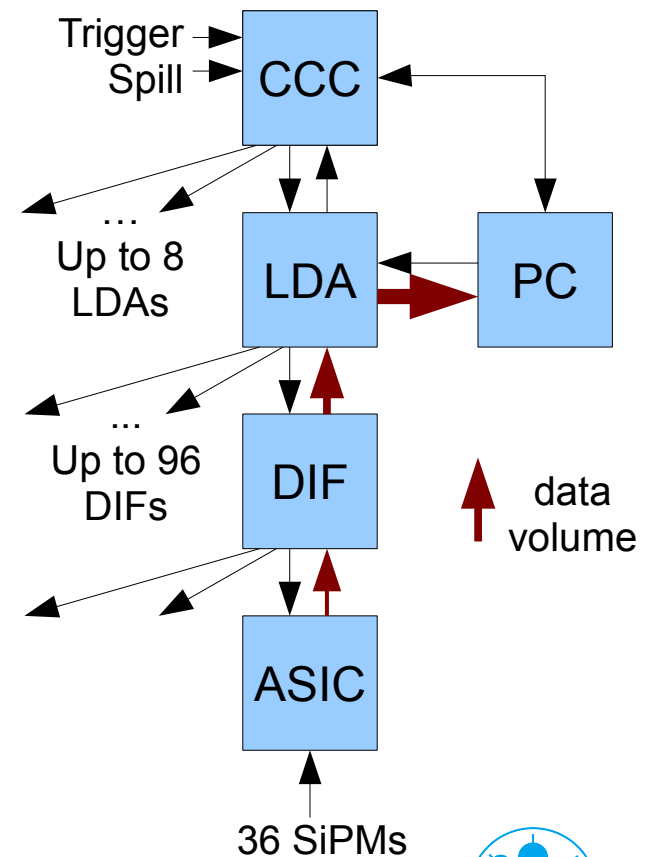 Trigger
Spill
CCC
…
Up to 8
LDAs
LDA
PC
...
Up to 96
DIFs
DIF
data
volume
ASIC
36 SiPMs